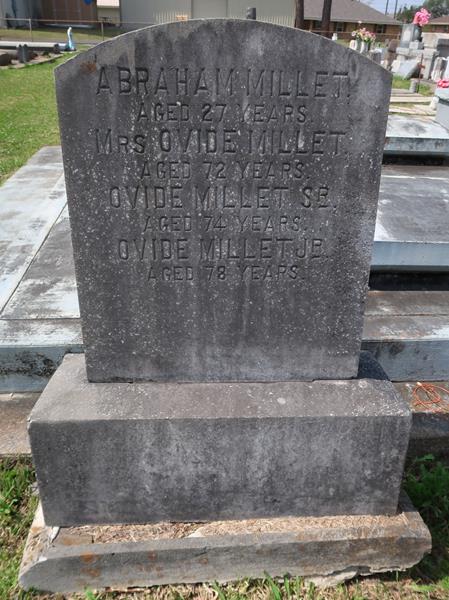 ABRAHAM MILLET.
AGED 27 YEARS.
MRS OVIDE MILLET.
AGED 72 YEARS.
OVIDE MILLET SR.
AGED 74 YEARS.
OVIDE MILLET JR.
AGED 78 YEARS.